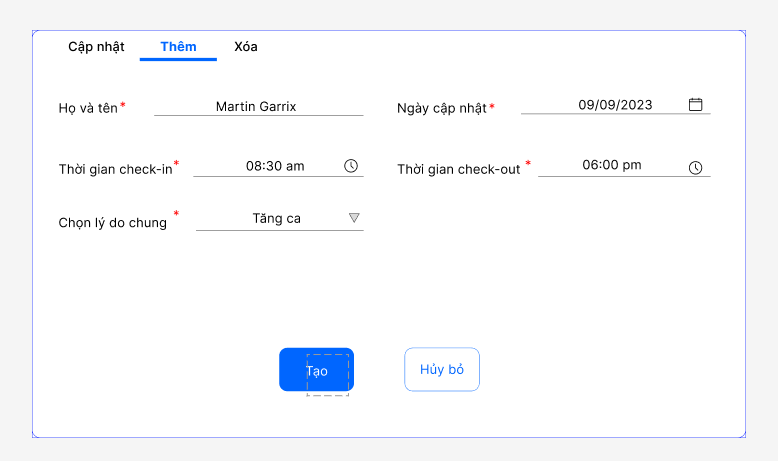 Cập nhật Thêm Xóa
Họ và tên* Martin Garrix Ngày cập nhật* 09/09/2023
Thời gian check-in* 08:30 am Thời gian check-out * 06:00 pm
Chọn lý do chung * Tăng ca
Tạo Hủy bỏ